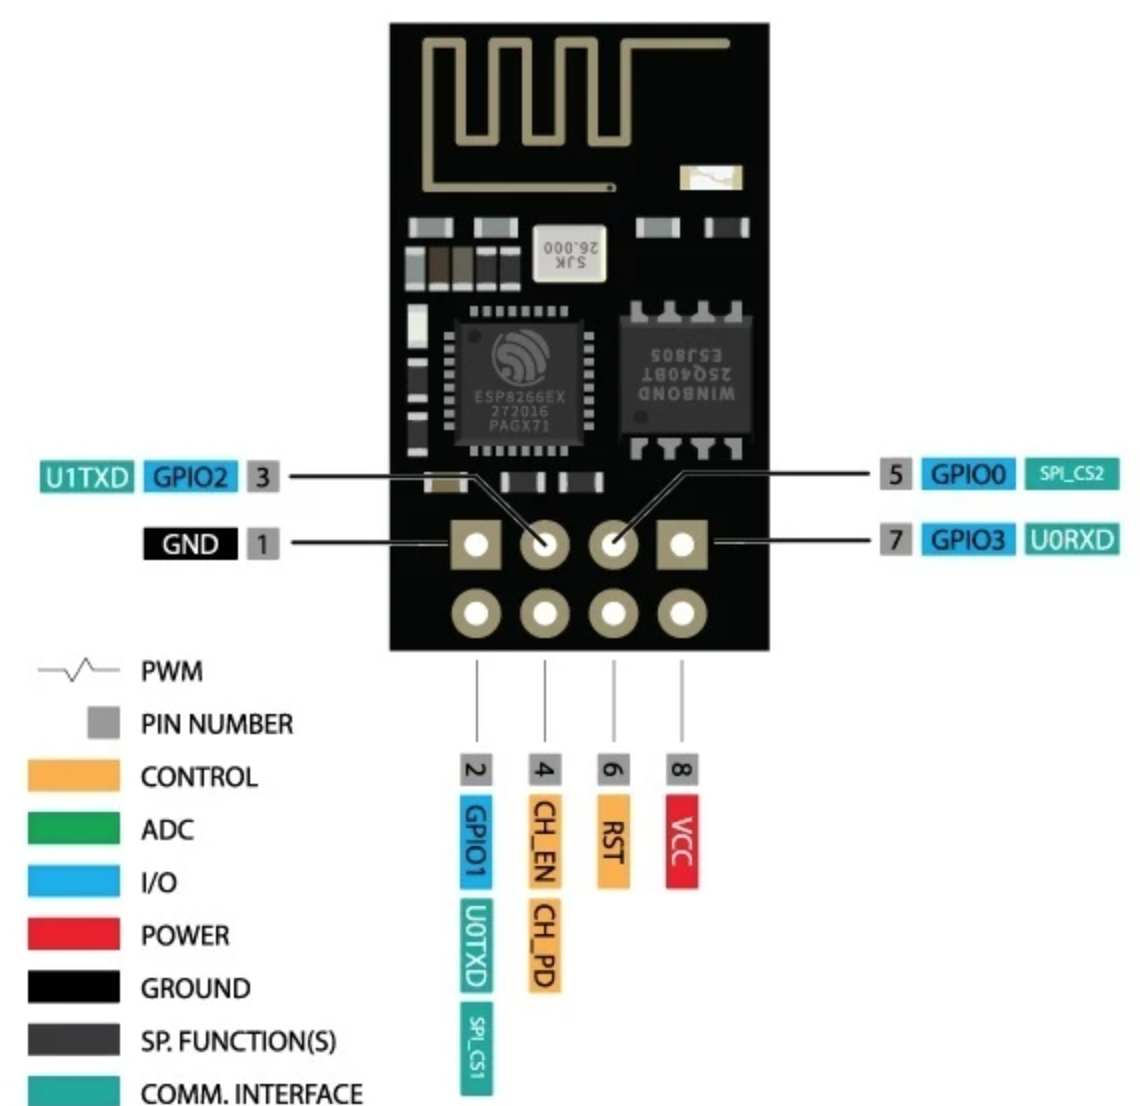 26.000
SJK
ESP8266EX
272016
PAGX71
WINBOND
25Q40BT
E5J805
U1TXD GPIO2 3
GND 1
5 GPIO0 SPI_CS2
7 GPIO3 U0RXD
2 GPIO1 U0TXD SPI_CS1
4 CH_EN CH_PD
6 RST
8 VCC
PWM
PIN NUMBER
CONTROL
ADC
I/O
POWER
GROUND
SP. FUNCTION(S)
COMM. INTERFACE